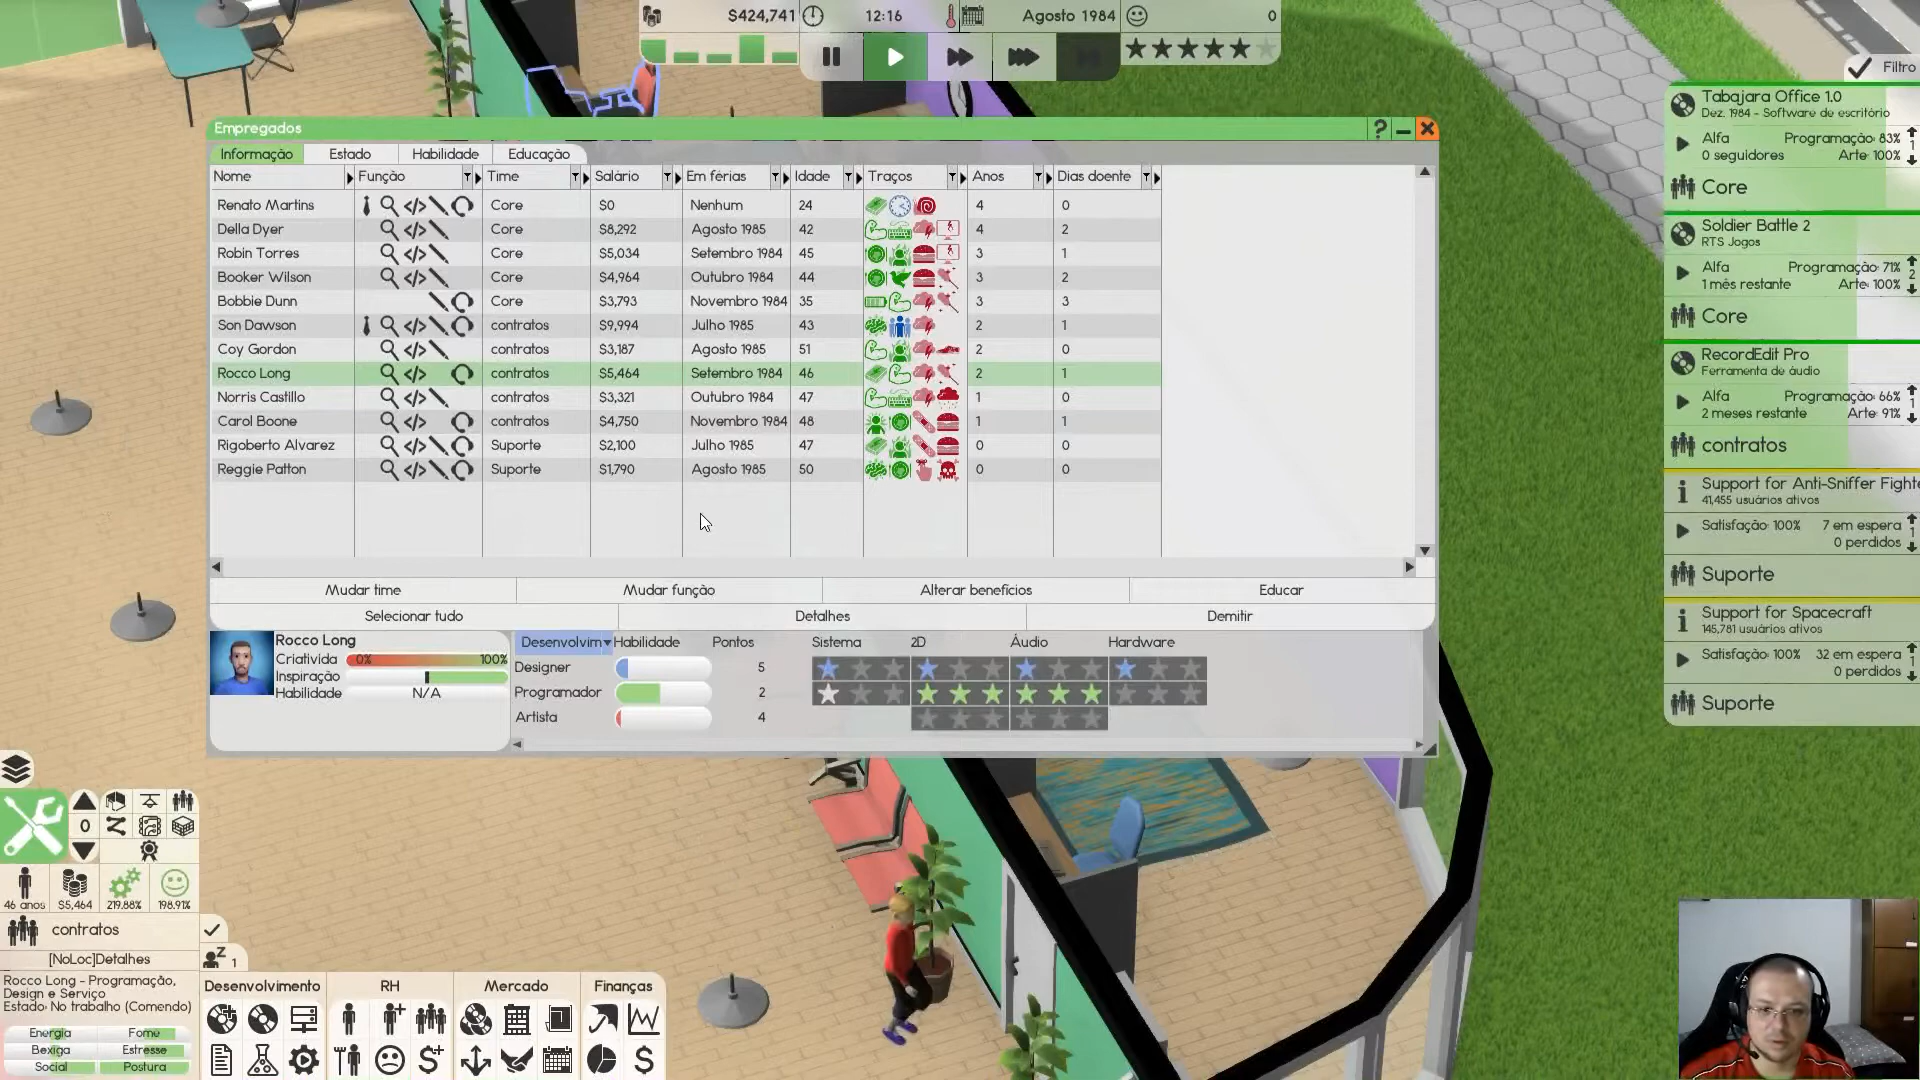 $424,741
12:16
Agosto 1984
0
Filtro
Empregados
?
Informação Estado Habilidade Educação
Nome Função Time Salário Em férias Idade Traços Anos Dias doente
Renato Martins Core $0 Nenhum 24 4 0
Della Dyer Core $8,292 Agosto 1985 42 4 2
Robin Torres Core $5,034 Setembro 1984 45 3 1
Booker Wilson Core $4,964 Outubro 1984 44 3 2
Bobbie Dunn Core $3,793 Novembro 1984 35 3 3
Son Dawson contratos $9,994 Julho 1985 43 2 1
Coy Gordon contratos $3,187 Agosto 1985 51 2 0
Rocco Long contratos $5,464 Setembro 1984 46 2 1
Norris Castillo contratos $3,321 Outubro 1984 47 1 0
Carol Boone contratos $4,750 Novembro 1984 48 1 1
Rigoberto Alvarez Suporte $2,100 Julho 1985 47 0 0
Reggie Patton Suporte $1,790 Agosto 1985 50 0 0
Mudar time Mudar função Alterar benefícios Educar
Selecionar tudo Detalhes Demitir
Rocco Long
Criativida 0% 100%
Inspiração
Habilidade N/A
Desenvolvim Habilidade Pontos Sistema 2D Áudio Hardware
Designer 5
Programador 2
Artista 4
Tabajara Office 1.0
Dez. 1984 - Software de escritório
Alfa Programação: 83%
0 seguidores Arte: 100%
1
Core
Soldier Battle 2
RTS Jogos
Alfa Programação: 71%
1 mês restante Arte: 100%
2
Core
RecordEdit Pro
Ferramenta de áudio
Alfa Programação: 66%
2 meses restante Arte: 91%
1
contratos
Support for Anti-Sniffer Fighte
41,455 usuários ativos
Satisfação: 100% 7 em espera
0 perdidos
1
Suporte
Support for Spacecraft
145,781 usuários ativos
Satisfação: 100% 32 em espera
0 perdidos
1
Suporte
0
46 anos $5,464 219.88% 198.91%
contratos
[NoLoc]Detalhes
z 1
Rocco Long - Programação,
Design e Serviço
Estado: No trabalho (Comendo)
Energia Fome
Bexiga Estresse
Social Postura
Desenvolvimento RH Mercado Finanças